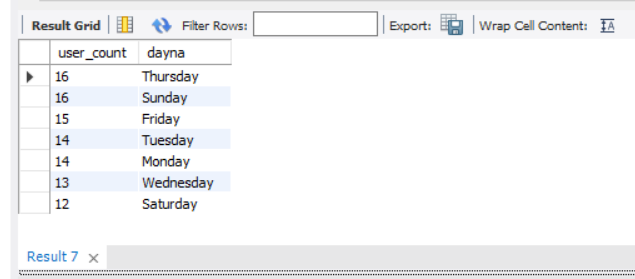 Result Grid Filter Rows: Export: Wrap Cell Content: IA
user_count dayna
16 Thursday
16 Sunday
15 Friday
14 Tuesday
14 Monday
13 Wednesday
12 Saturday
Result 7 ×